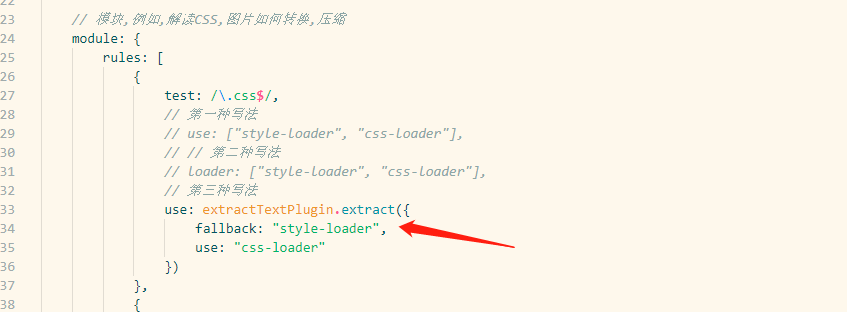 22
23 // 模块,例如,解读CSS,图片如何转换,压缩
24 module: {
25 rules: [
26 {
27 test: /\.css$/,
28 // 第一种写法
29 // use: ["style-loader", "css-loader"],
30 // // 第二种写法
31 // loader: ["style-loader", "css-loader"],
32 // 第三种写法
33 use: extractTextPlugin.extract({
34 fallback: "style-loader",
35 use: "css-loader"
36 })
37 },
38 {